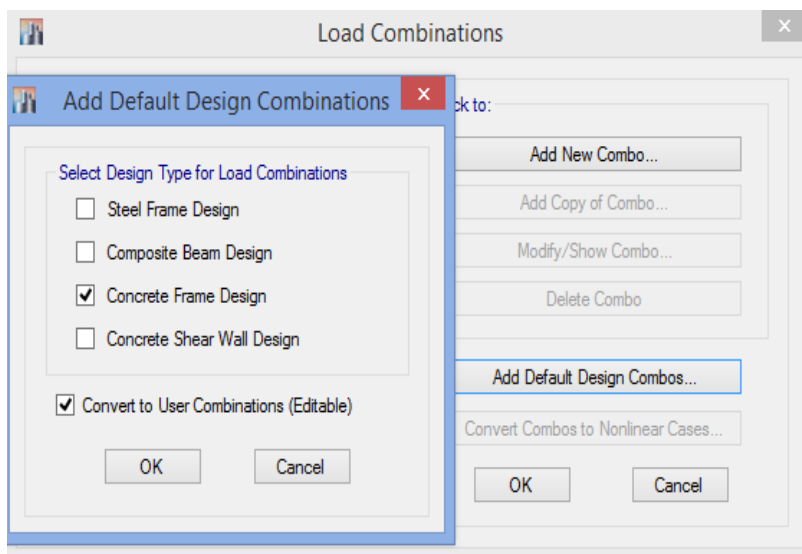 Load Combinations
Add Default Design Combinations
Select Design Type for Load Combinations
Steel Frame Design
Composite Beam Design
Concrete Frame Design
Concrete Shear Wall Design
Convert to User Combinations (Editable)
OK
Cancel
to:
Add New Combo...
Add Copy of Combo...
Modify/Show Combo...
Delete Combo
Add Default Design Combos...
Convert Combos to Nonlinear Cases...
OK
Cancel